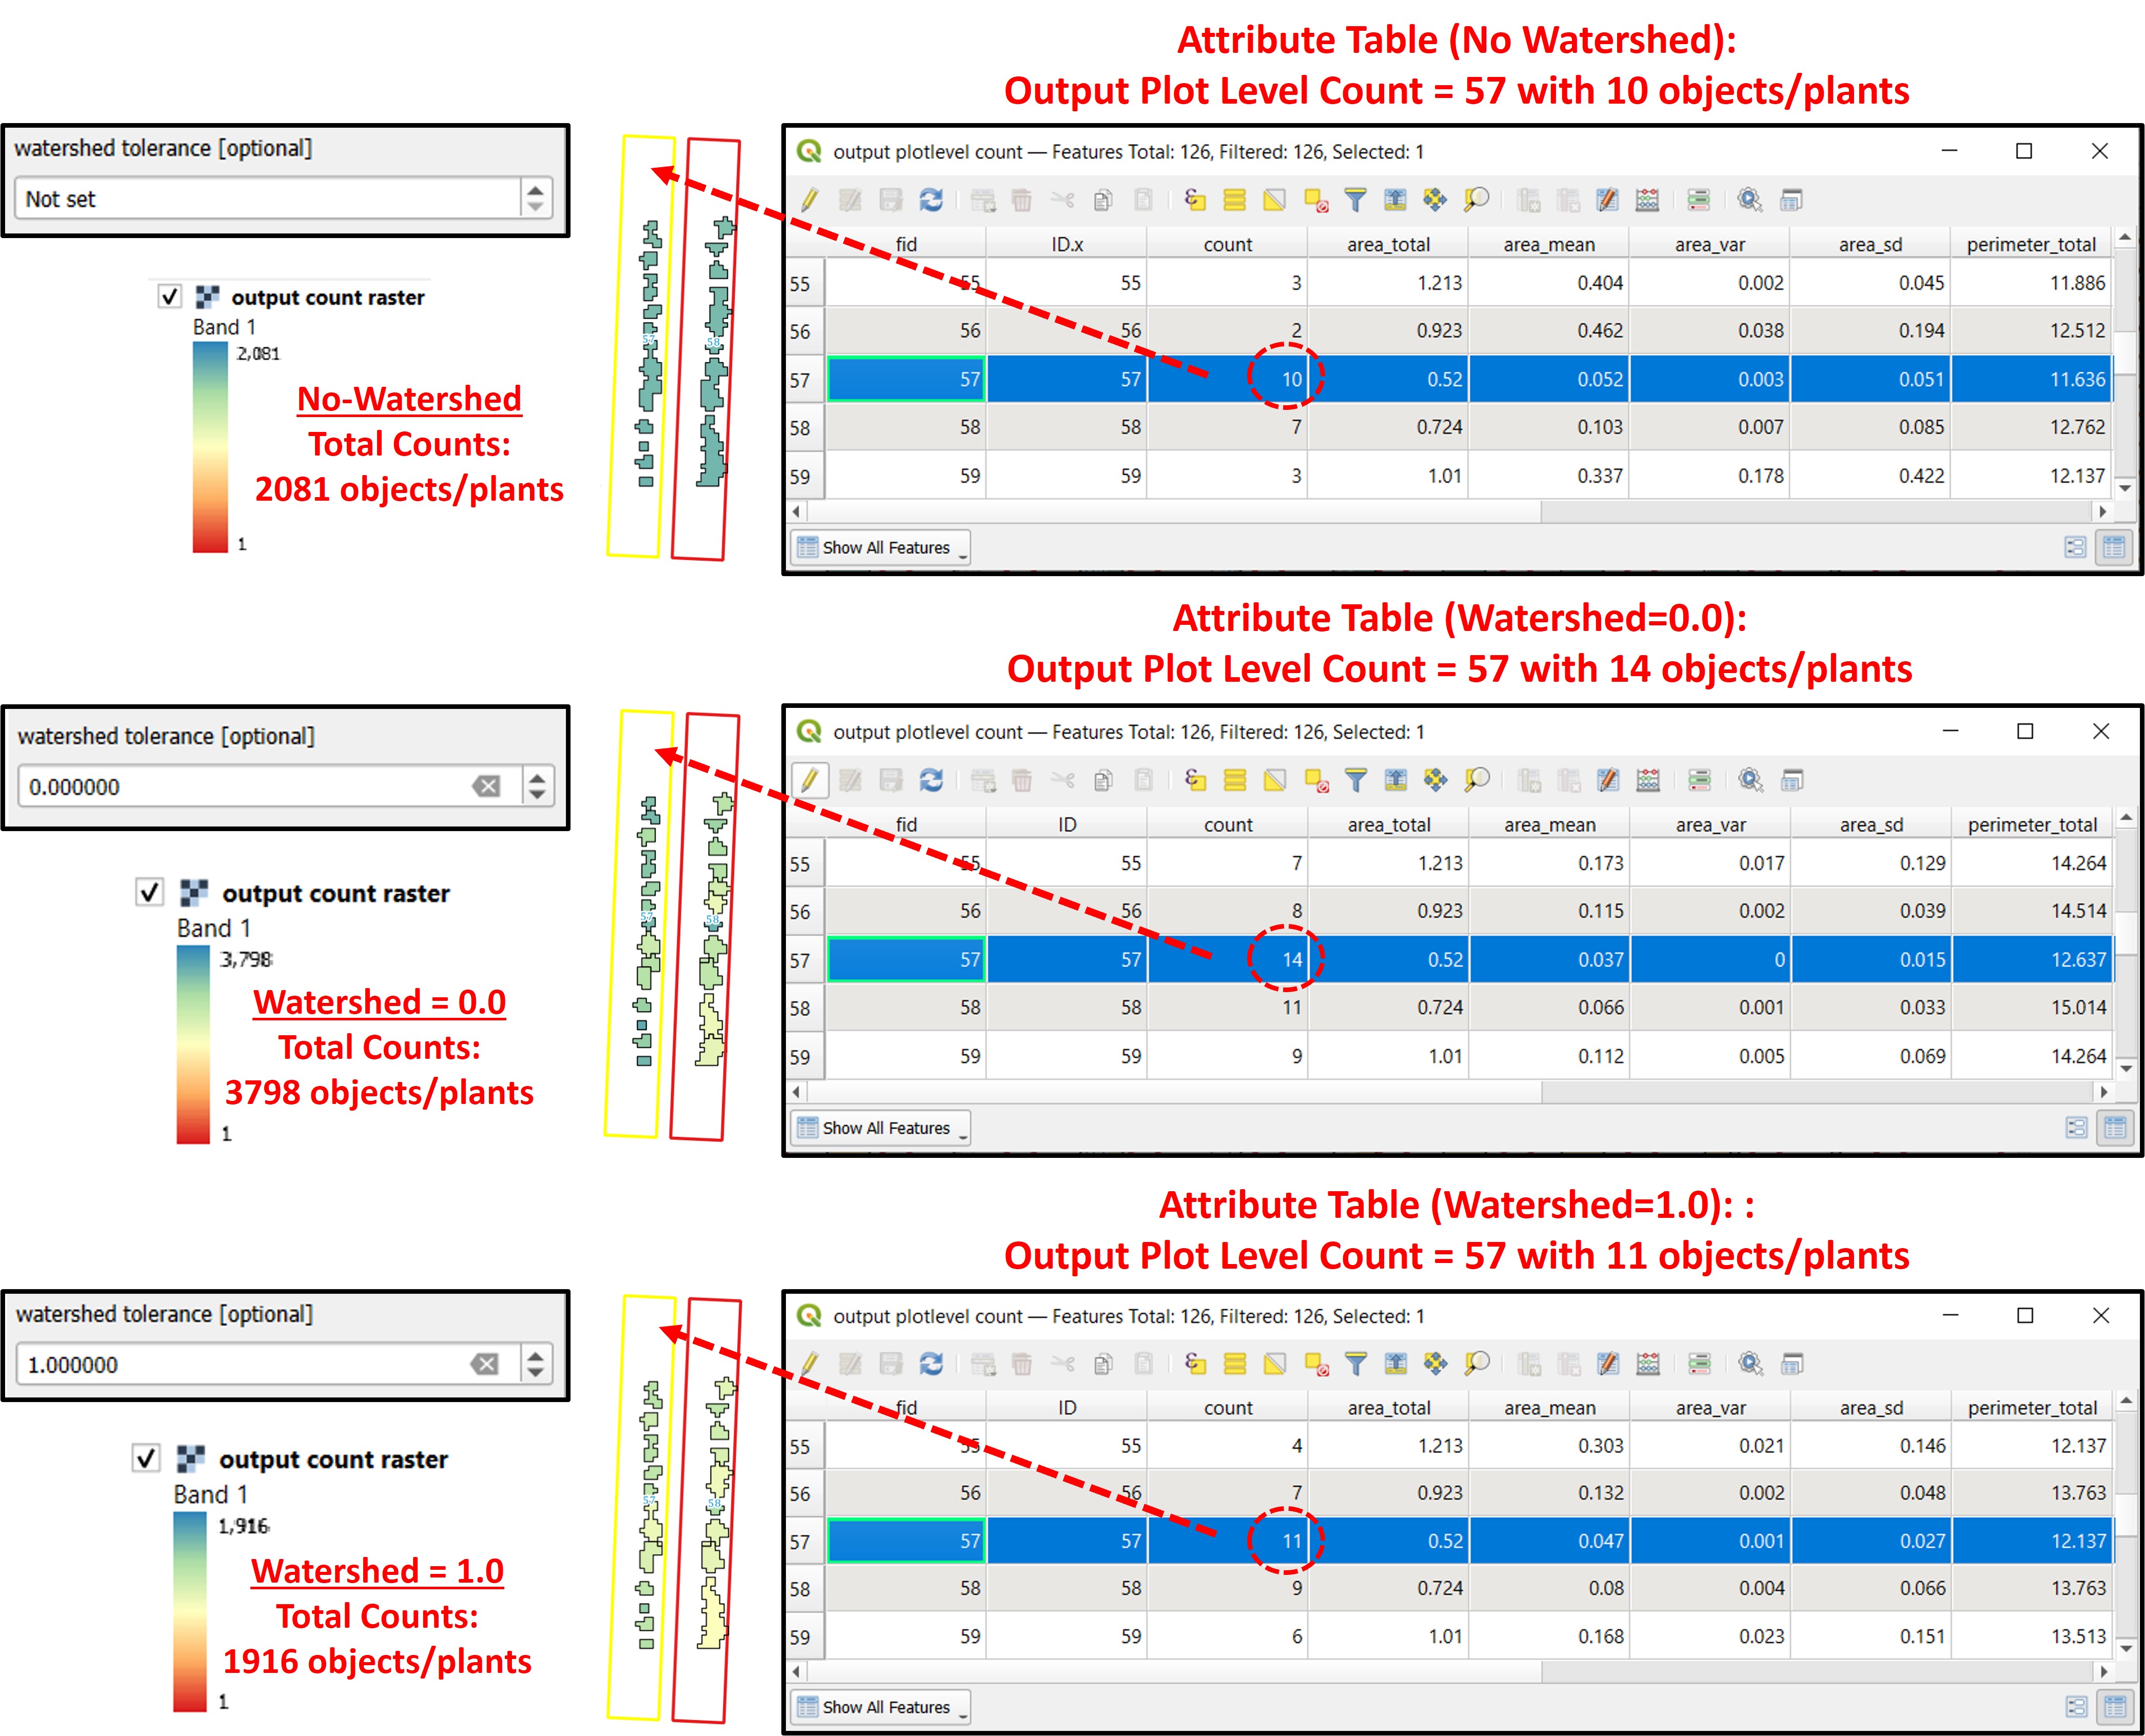 Attribute Table (No Watershed):
Output Plot Level Count = 57 with 10 objects/plants
watershed tolerance [optional]
Not set
output count raster
Band 1
2,081
1
No-Watershed
Total Counts:
2081 objects/plants
57
58
output plotlevel count — Features Total: 126, Filtered: 126, Selected: 1
fid ID.x count area_total area_mean area_var area_sd perimeter_total
55 55 55 3 1.213 0.404 0.002 0.045 11.886
56 56 56 2 0.923 0.462 0.038 0.194 12.512
57 57 57 10 0.52 0.052 0.003 0.051 11.636
58 58 58 7 0.724 0.103 0.007 0.085 12.762
59 59 59 3 1.01 0.337 0.178 0.422 12.137
Show All Features
Attribute Table (Watershed=0.0):
Output Plot Level Count = 57 with 14 objects/plants
watershed tolerance [optional]
0.000000
output count raster
Band 1
3,798
1
Watershed = 0.0
Total Counts:
3798 objects/plants
57
58
output plotlevel count — Features Total: 126, Filtered: 126, Selected: 1
fid ID count area_total area_mean area_var area_sd perimeter_total
55 55 55 7 1.213 0.173 0.017 0.129 14.264
56 56 56 8 0.923 0.115 0.002 0.039 14.514
57 57 57 14 0.52 0.037 0 0.015 12.637
58 58 58 11 0.724 0.066 0.001 0.033 15.014
59 59 59 9 1.01 0.112 0.005 0.069 14.264
Show All Features
Attribute Table (Watershed=1.0): :
Output Plot Level Count = 57 with 11 objects/plants
watershed tolerance [optional]
1.000000
output count raster
Band 1
1,916
1
Watershed = 1.0
Total Counts:
1916 objects/plants
57
58
output plotlevel count — Features Total: 126, Filtered: 126, Selected: 1
fid ID count area_total area_mean area_var area_sd perimeter_total
55 55 55 4 1.213 0.303 0.021 0.146 12.137
56 56 56 7 0.923 0.132 0.002 0.048 13.763
57 57 57 11 0.52 0.047 0.001 0.027 12.137
58 58 58 9 0.724 0.08 0.004 0.066 13.763
59 59 59 6 1.01 0.168 0.023 0.151 13.513
Show All Features